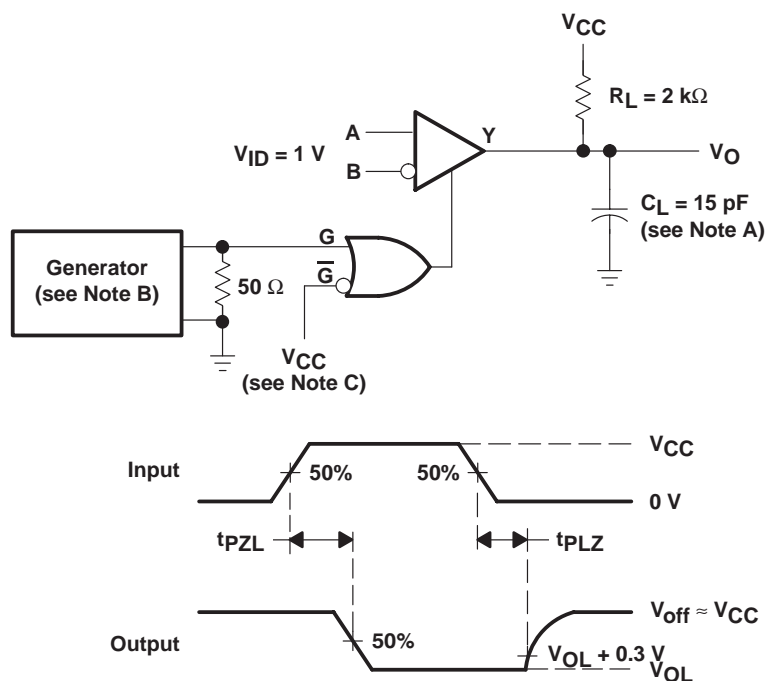 VCC
RL = 2 kΩ
A
Y
VID = 1 V
VO
B
CL = 15 pF
(see Note A)
G
Generator
(see Note B)
G̅
50 Ω
VCC
(see Note C)
VCC
Input
50%
50%
0 V
tPZL
tPLZ
Voff ≈ VCC
Output
50%
VOL + 0.3 V
VOL